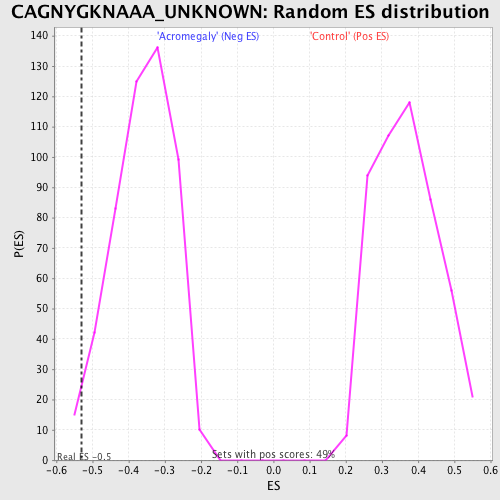 CAGNYGKNAAA_UNKNOWN: Random ES distribution
'Acromegaly' (Neg ES) 'Control' (Pos ES)
140
130
120
110
100
90
80
70
60
50
40
30
20
10
0
P(ES)
Real ES -0.5
Sets with pos scores: 49%
-0.6 -0.5 -0.4 -0.3 -0.2 -0.1 -0.0 0.1 0.2 0.3 0.4 0.5 0.6
ES